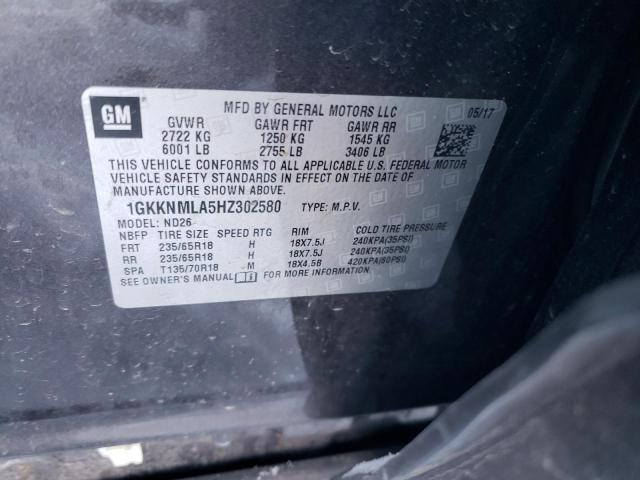 GM
MFD BY GENERAL MOTORS LLC 05/17
GVWR GAWR FRT GAWR RR
2722 KG 1250 KG 1545 KG
6001 LB 2755 LB 3406 LB
THIS VEHICLE CONFORMS TO ALL APPLICABLE U.S. FEDERAL MOTOR
VEHICLE SAFETY STANDARDS IN EFFECT ON THE DATE OF
MANUFACTURE SHOWN ABOVE.
1GKKNMLA5HZ302580 TYPE: M.P.V.
MODEL: ND26
NBFP TIRE SIZE SPEED RTG RIM COLD TIRE PRESSURE
FRT 235/65R18 H 18X7.5J 240KPA(35PSI)
RR 235/65R18 H 18X7.5J 240KPA(35PSI)
SPA T135/70R18 M 18X4.5B 420KPA(60PSI)
SEE OWNER'S MANUAL FOR MORE INFORMATION